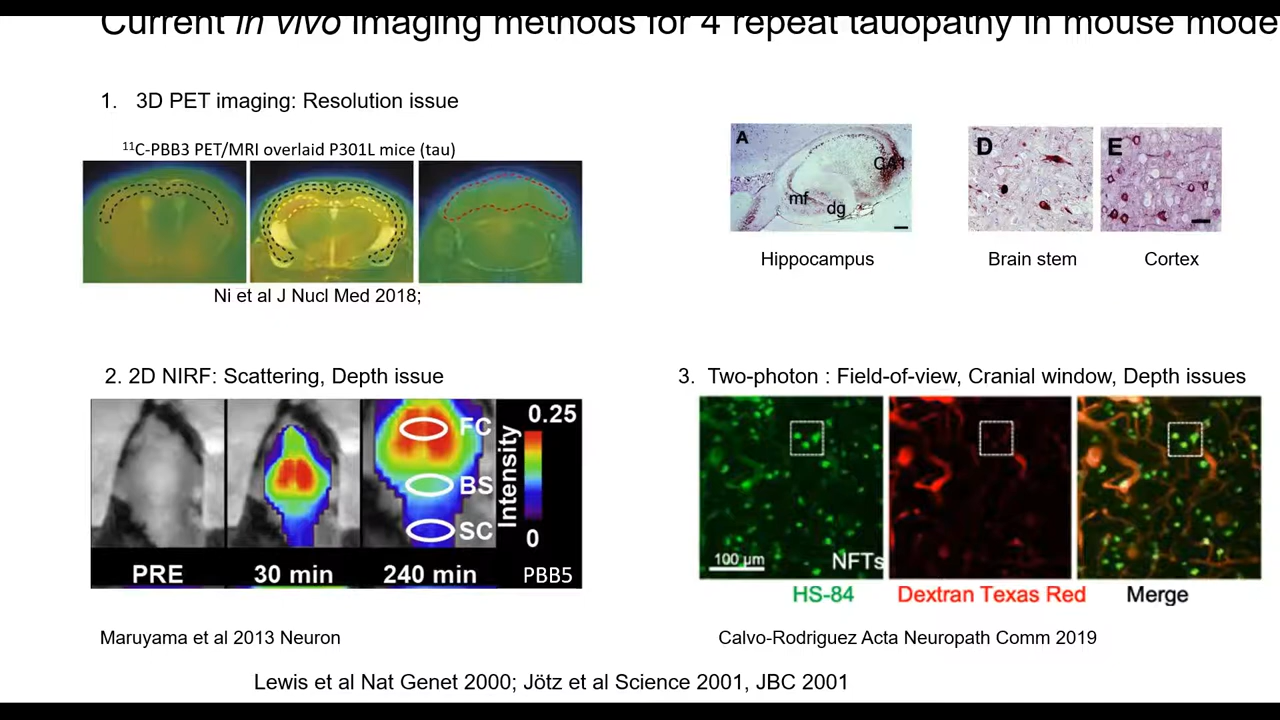 Current in vivo imaging methods for 4 repeat tauopathy in mouse mode
1. 3D PET imaging: Resolution issue
11C-PBB3 PET/MRI overlaid P301L mice (tau)
Ni et al J Nucl Med 2018;
A
CA1
mf
dg
D
E
Hippocampus
Brain stem
Cortex
2. 2D NIRF: Scattering, Depth issue
FC
BS
SC
Intensity
0.25
0
PRE
30 min
240 min
PBB5
Maruyama et al 2013 Neuron
3. Two-photon : Field-of-view, Cranial window, Depth issues
100 µm
NFTs
HS-84
Dextran Texas Red
Merge
Calvo-Rodriguez Acta Neuropath Comm 2019
Lewis et al Nat Genet 2000; Jötz et al Science 2001, JBC 2001